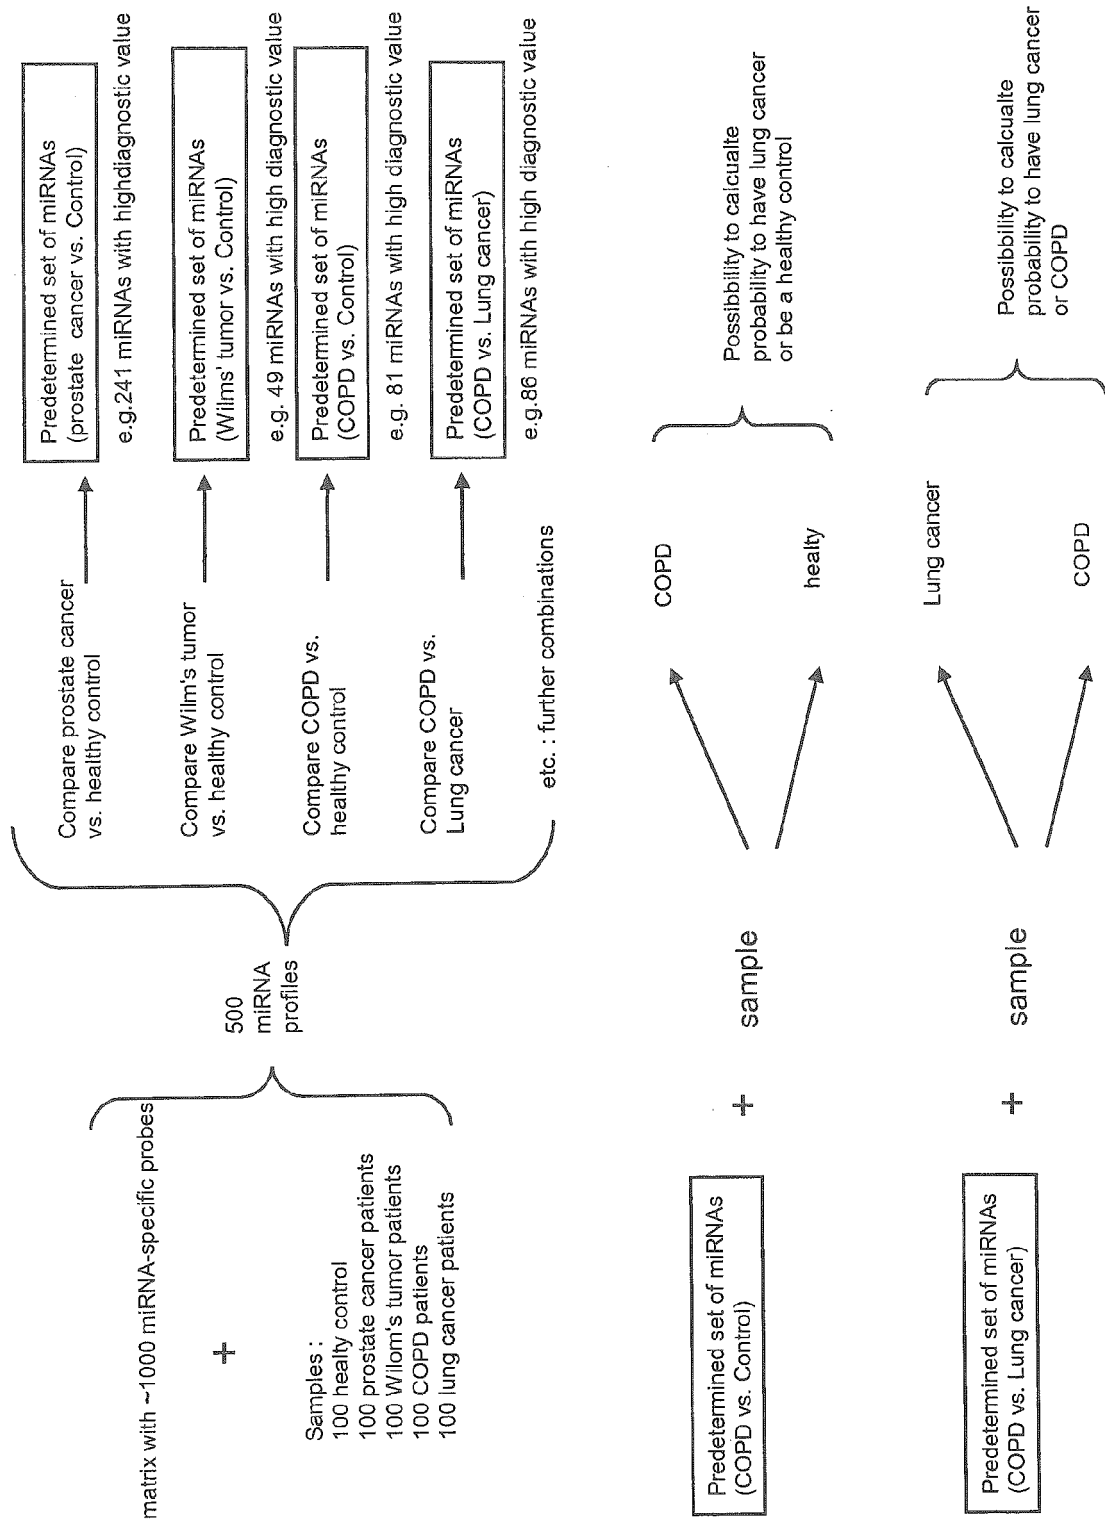 matrix with ~1000 miRNA-specific probes
+
Samples :
100 healty control
100 prostate cancer patients
100 Wilom's tumor patients
100 COPD patients
100 lung cancer patients
500
miRNA
profiles
Compare prostate cancer
vs. healthy control
Predetermined set of miRNAs
(prostate cancer vs. Control)
e.g.241 miRNAs with highdiagnostic value
Compare Wilm's tumor
vs. healthy control
Predetermined set of miRNAs
(Wilms' tumor vs. Control)
e.g. 49 miRNAs with high diagnostic value
Compare COPD vs.
healthy control
Predetermined set of miRNAs
(COPD vs. Control)
e.g. 81 miRNAs with high diagnostic value
Compare COPD vs.
Lung cancer
Predetermined set of miRNAs
(COPD vs. Lung cancer)
e.g.86 miRNAs with high diagnostic value
etc. : further combinations
Predetermined set of miRNAs
(COPD vs. Control)
+
sample
COPD
healty
Possibbility to calcualte
probability to have lung cancer
or be a healthy control
Predetermined set of miRNAs
(COPD vs. Lung cancer)
+
sample
Lung cancer
COPD
Possibbility to calcualte
probability to have lung cancer
or COPD